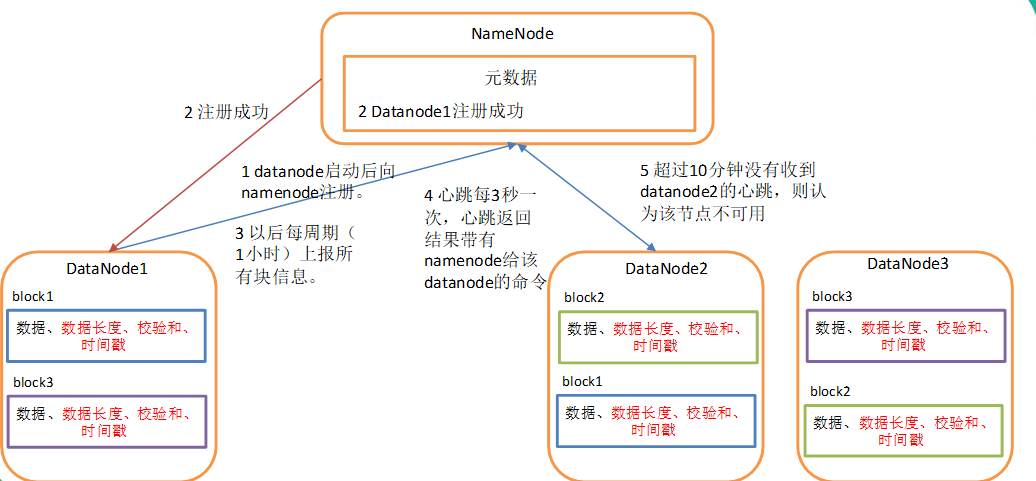 NameNode
元数据
2 Datanode1注册成功
2 注册成功
1 datanode启动后向
namenode注册。
3 以后每周期（
1小时）上报所
有块信息。
4 心跳每3秒一
次，心跳返回
结果带有
namenode给该
datanode的命令
5 超过10分钟没有收到
datanode2的心跳，则认
为该节点不可用
DataNode1
block1
数据、数据长度、校验和、
时间戳
block3
数据、数据长度、校验和、
时间戳
DataNode2
block2
数据、数据长度、校验和、
时间戳
block1
数据、数据长度、校验和、
时间戳
DataNode3
block3
数据、数据长度、校验和、
时间戳
block2
数据、数据长度、校验和、
时间戳